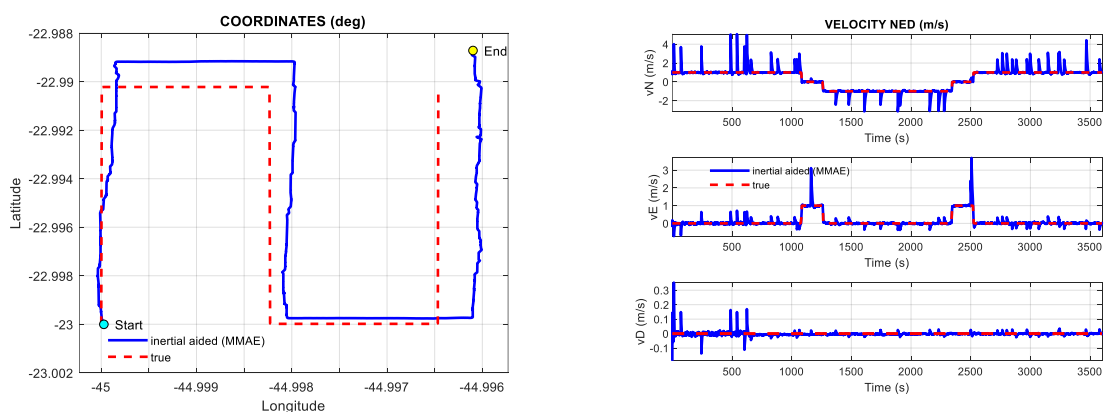 COORDINATES (deg)
-22.988
-22.99
-22.992
-22.994
-22.996
-22.998
-23
-23.002
Latitude
End
Start
inertial aided (MMAE)
true
-45
-44.999
-44.998
-44.997
-44.996
Longitude
VELOCITY NED (m/s)
vN (m/s)
4
2
0
-2
500
1000
1500
2000
2500
3000
3500
Time (s)
vE (m/s)
3
2
1
0
inertial aided (MMAE)
true
500
1000
1500
2000
2500
3000
3500
Time (s)
vD (m/s)
0.3
0.2
0.1
0
-0.1
500
1000
1500
2000
2500
3000
3500
Time (s)